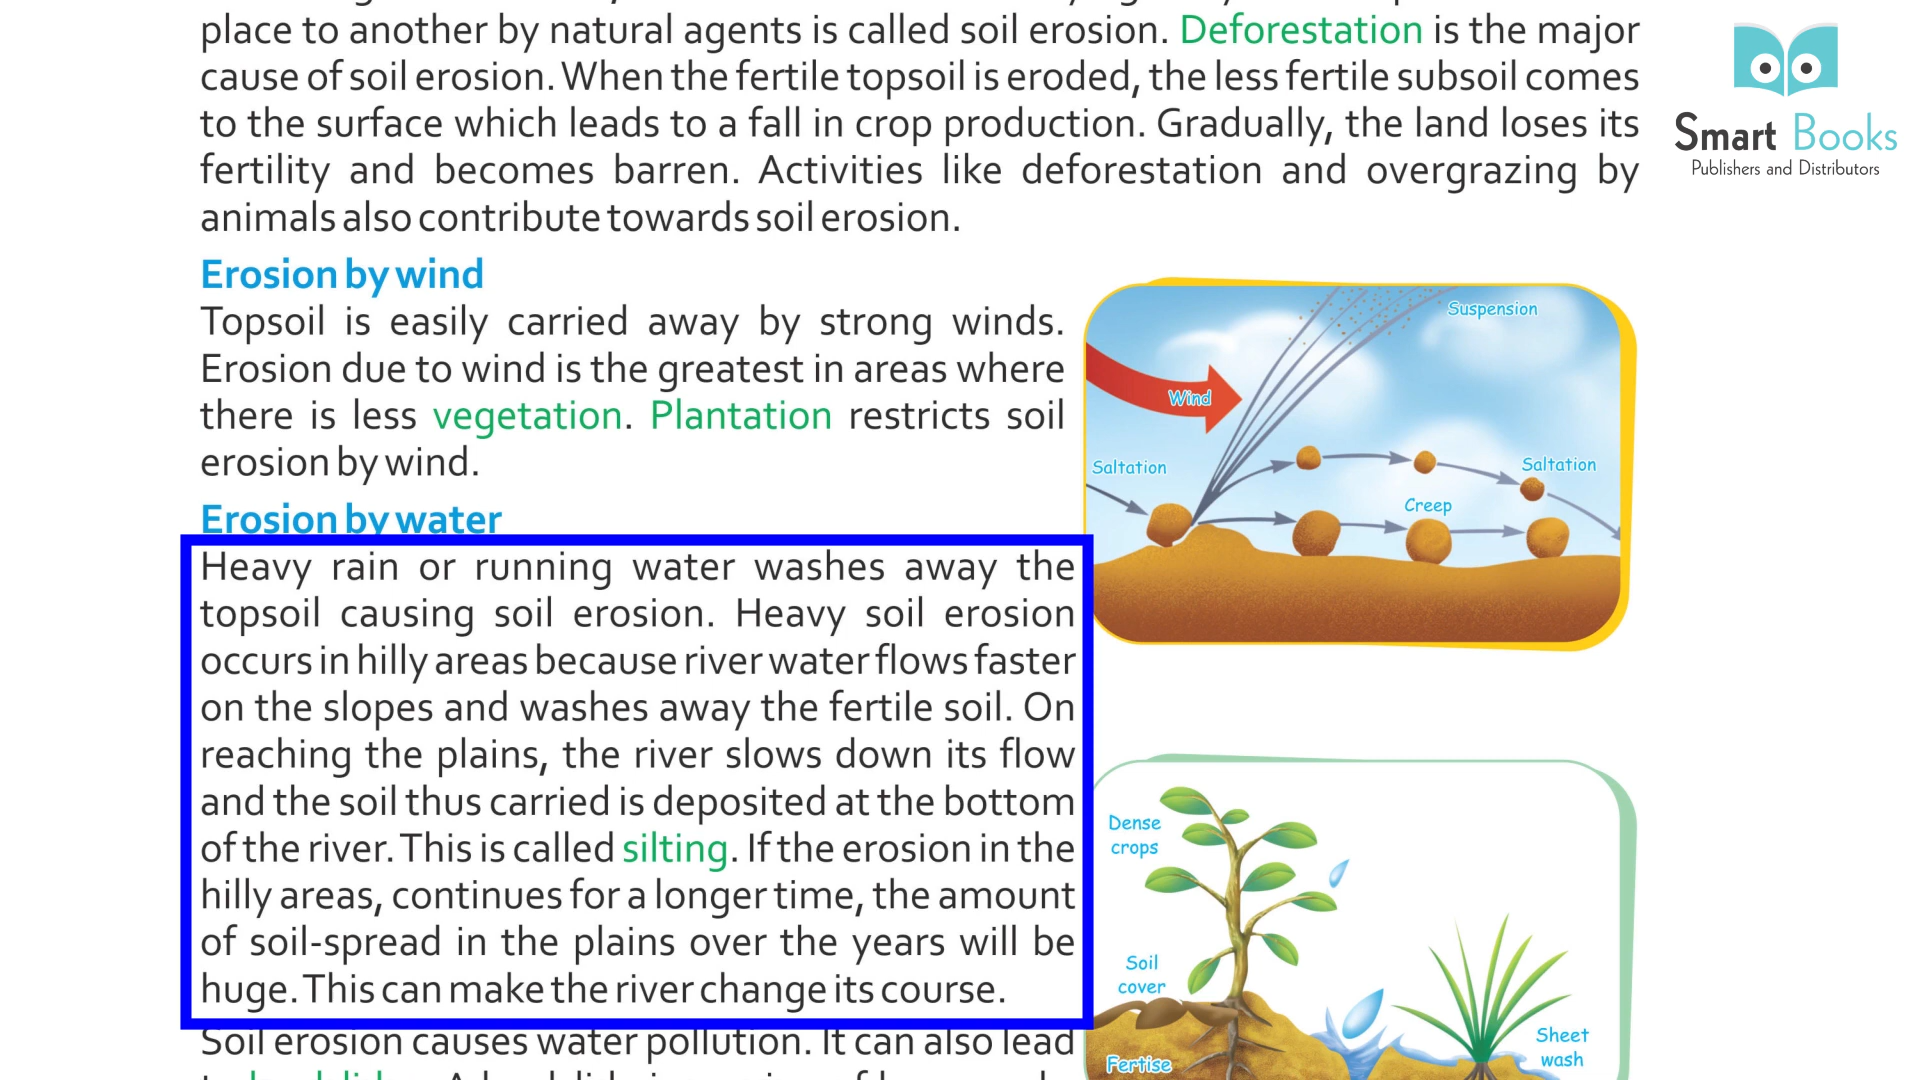 place to another by natural agents is called soil erosion. Deforestation is the major
cause of soil erosion. When the fertile topsoil is eroded, the less fertile subsoil comes
to the surface which leads to a fall in crop production. Gradually, the land loses its
fertility and becomes barren. Activities like deforestation and overgrazing by
animals also contribute towards soil erosion.
Smart Books
Publishers and Distributors
Erosion by wind
Topsoil is easily carried away by strong winds.
Erosion due to wind is the greatest in areas where
there is less vegetation. Plantation restricts soil
erosion by wind.
Suspension
Wind
Saltation
Saltation
Creep
Erosion by water
Heavy rain or running water washes away the
topsoil causing soil erosion. Heavy soil erosion
occurs in hilly areas because river water flows faster
on the slopes and washes away the fertile soil. On
reaching the plains, the river slows down its flow
and the soil thus carried is deposited at the bottom
of the river. This is called silting. If the erosion in the
hilly areas, continues for a longer time, the amount
of soil-spread in the plains over the years will be
huge. This can make the river change its course.
Soil erosion causes water pollution. It can also lead
Dense
crops
Soil
cover
Fertise
Sheet
wash